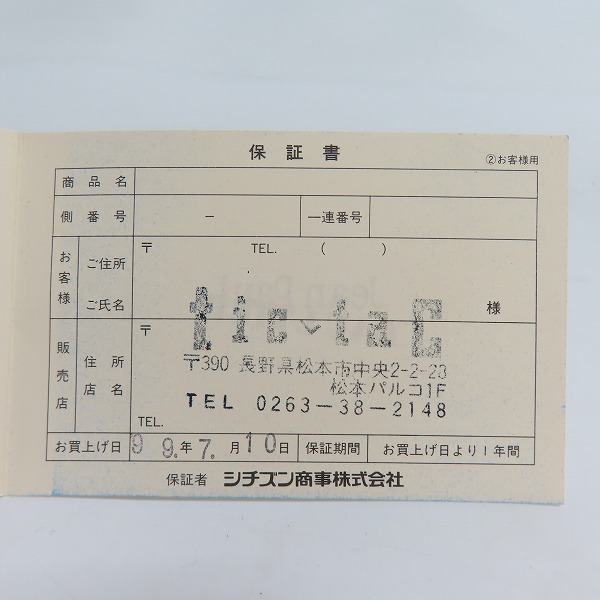 保証書
②お客様用
商品名
側番号 － 一連番号
お客様 ご住所 〒 TEL. ( )
ご氏名 様
tic-tac
販売店 住所 店名 〒
〒390 長野県松本市中央2-2-23
松本パルコ1F
TEL 0263-38-2148
TEL.
お買上げ日 99.年7.月10日 保証期間 お買上げ日より1年間
保証者 シチズン商事株式会社